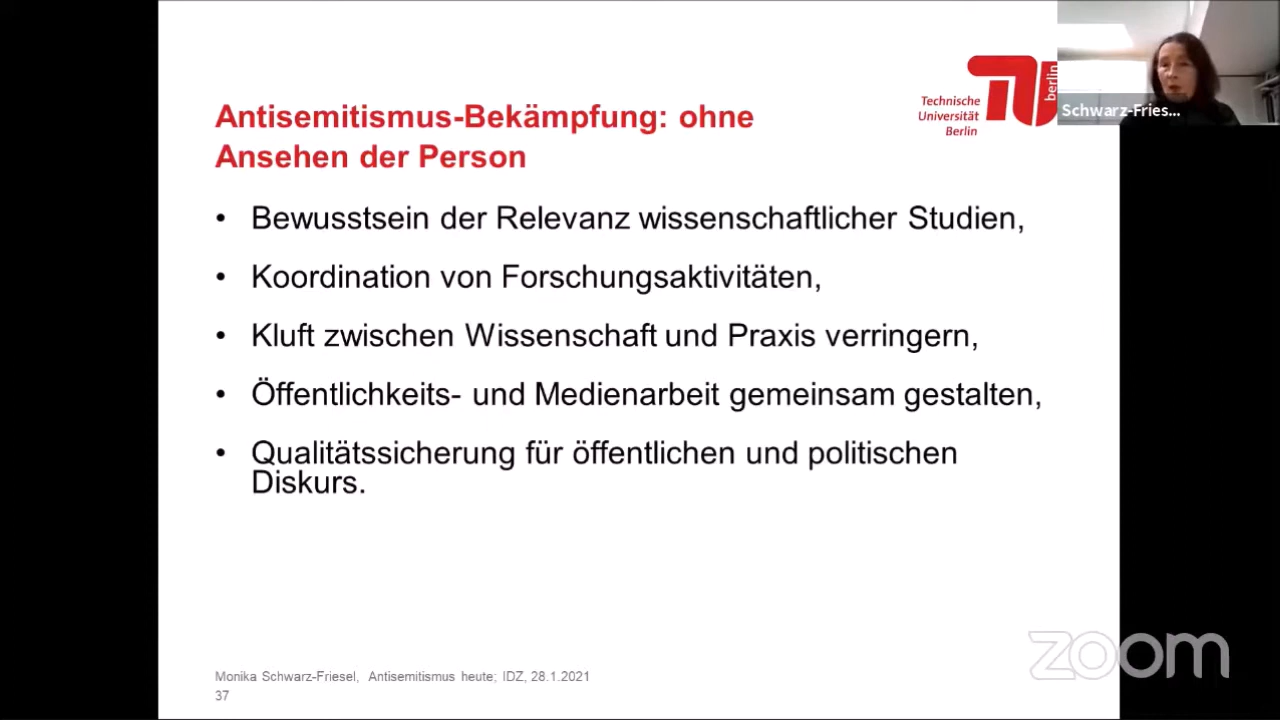 Technische
Universität
Berlin
berlin
Schwarz-Fries...
Antisemitismus-Bekämpfung: ohne
Ansehen der Person
• Bewusstsein der Relevanz wissenschaftlicher Studien,
• Koordination von Forschungsaktivitäten,
• Kluft zwischen Wissenschaft und Praxis verringern,
• Öffentlichkeits- und Medienarbeit gemeinsam gestalten,
• Qualitätssicherung für öffentlichen und politischen
Diskurs.
zoom
Monika Schwarz-Friesel, Antisemitismus heute; IDZ, 28.1.2021
37